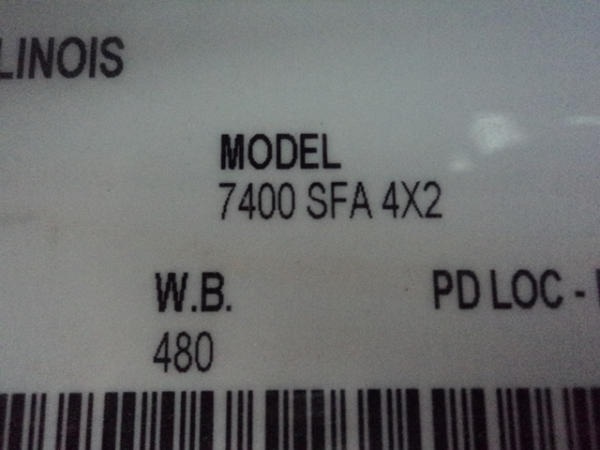 LINOIS
MODEL
7400 SFA 4X2
W.B.
PD LOC -
480